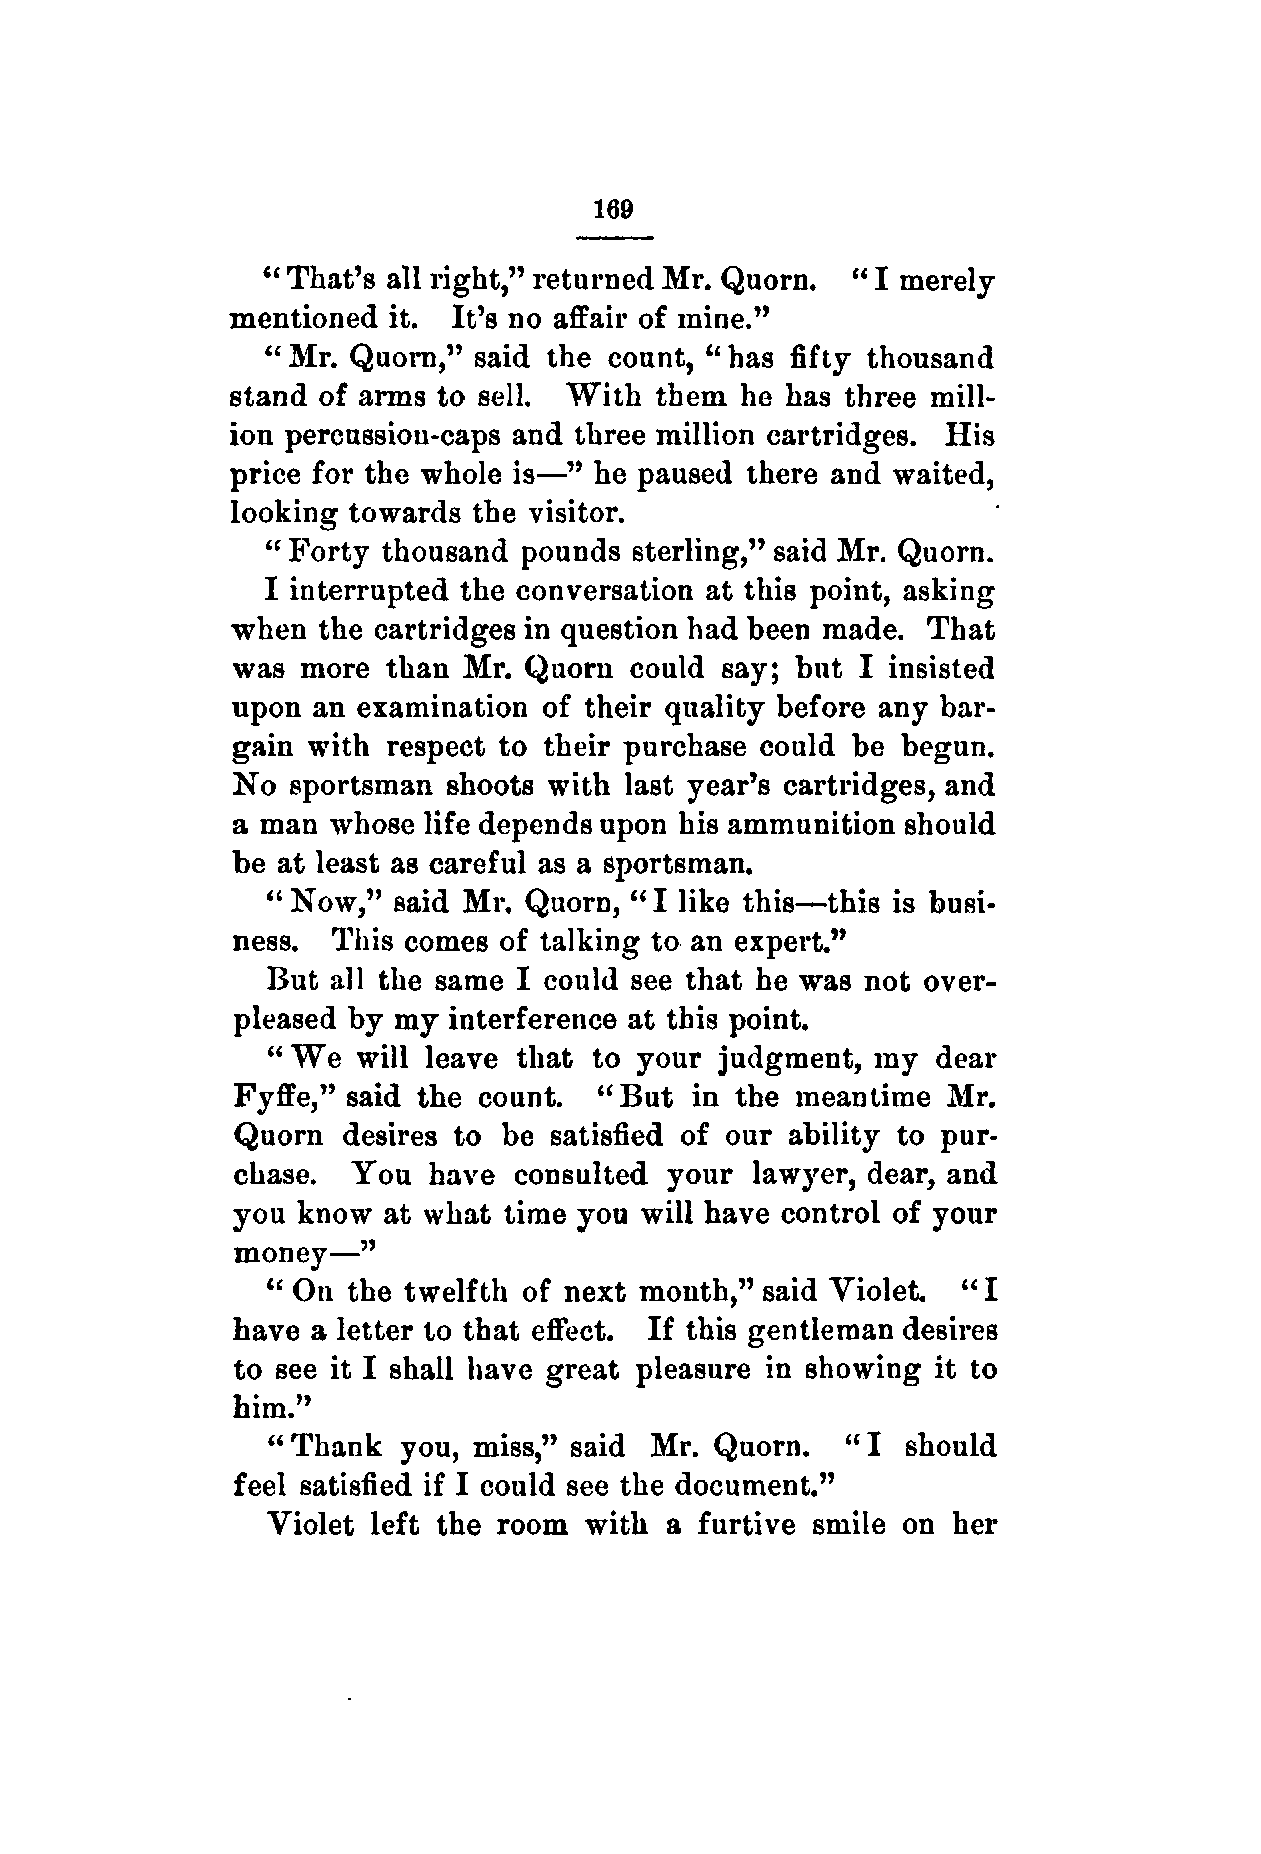 169
“That’s all right,” returned Mr. Quorn. “I merely
mentioned it. It’s no affair of mine.”
“Mr. Quorn,” said the count, “has fifty thousand
stand of arms to sell. With them he has three mill-
ion percussion-caps and three million cartridges. His
price for the whole is—” he paused there and waited,
looking towards the visitor.
“Forty thousand pounds sterling,” said Mr. Quorn.
I interrupted the conversation at this point, asking
when the cartridges in question had been made. That
was more than Mr. Quorn could say; but I insisted
upon an examination of their quality before any bar-
gain with respect to their purchase could be begun.
No sportsman shoots with last year’s cartridges, and
a man whose life depends upon his ammunition should
be at least as careful as a sportsman.
“Now,” said Mr. Quorn, “I like this—this is busi-
ness. This comes of talking to an expert.”
But all the same I could see that he was not over-
pleased by my interference at this point.
“We will leave that to your judgment, my dear
Fyffe,” said the count. “But in the meantime Mr.
Quorn desires to be satisfied of our ability to pur-
chase. You have consulted your lawyer, dear, and
you know at what time you will have control of your
money—”
“On the twelfth of next month,” said Violet. “I
have a letter to that effect. If this gentleman desires
to see it I shall have great pleasure in showing it to
him.”
“Thank you, miss,” said Mr. Quorn. “I should
feel satisfied if I could see the document.”
Violet left the room with a furtive smile on her